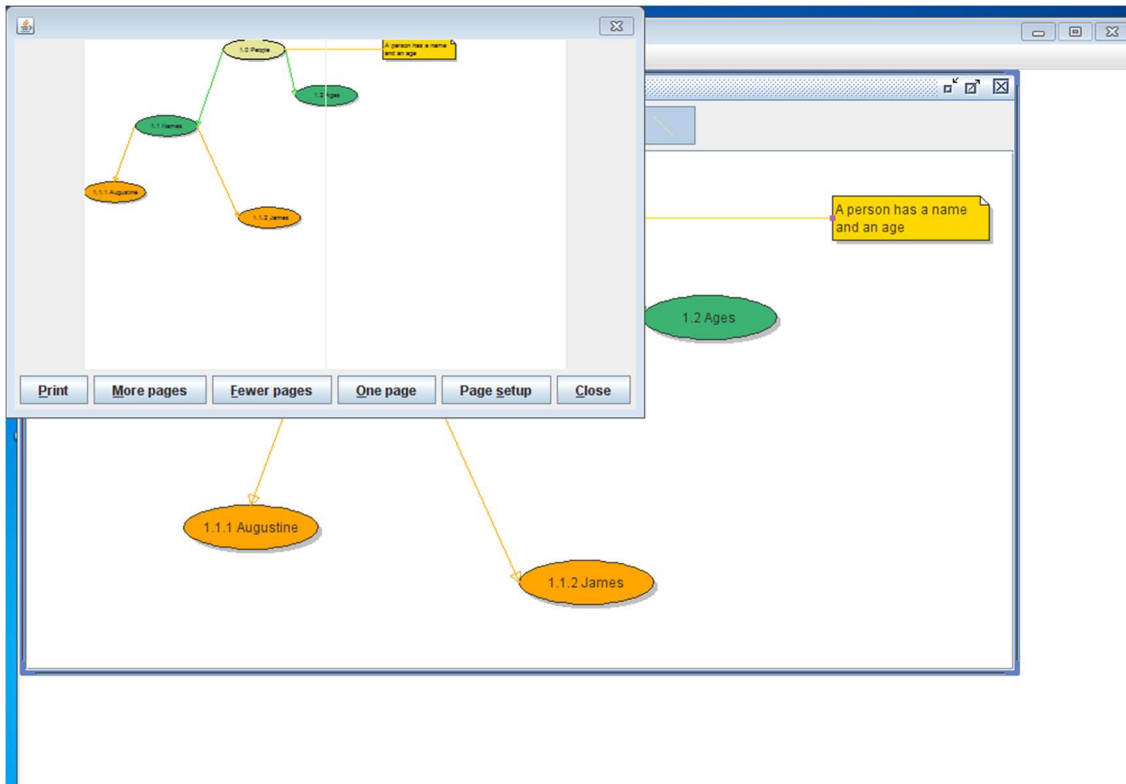 1.0 People
A person has a name
and an age
1.2 Ages
1.1 Names
1.1.1 Augustine
1.1.2 James
Print
More pages
Fewer pages
One page
Page setup
Close
A person has a name
and an age
1.2 Ages
1.1.1 Augustine
1.1.2 James